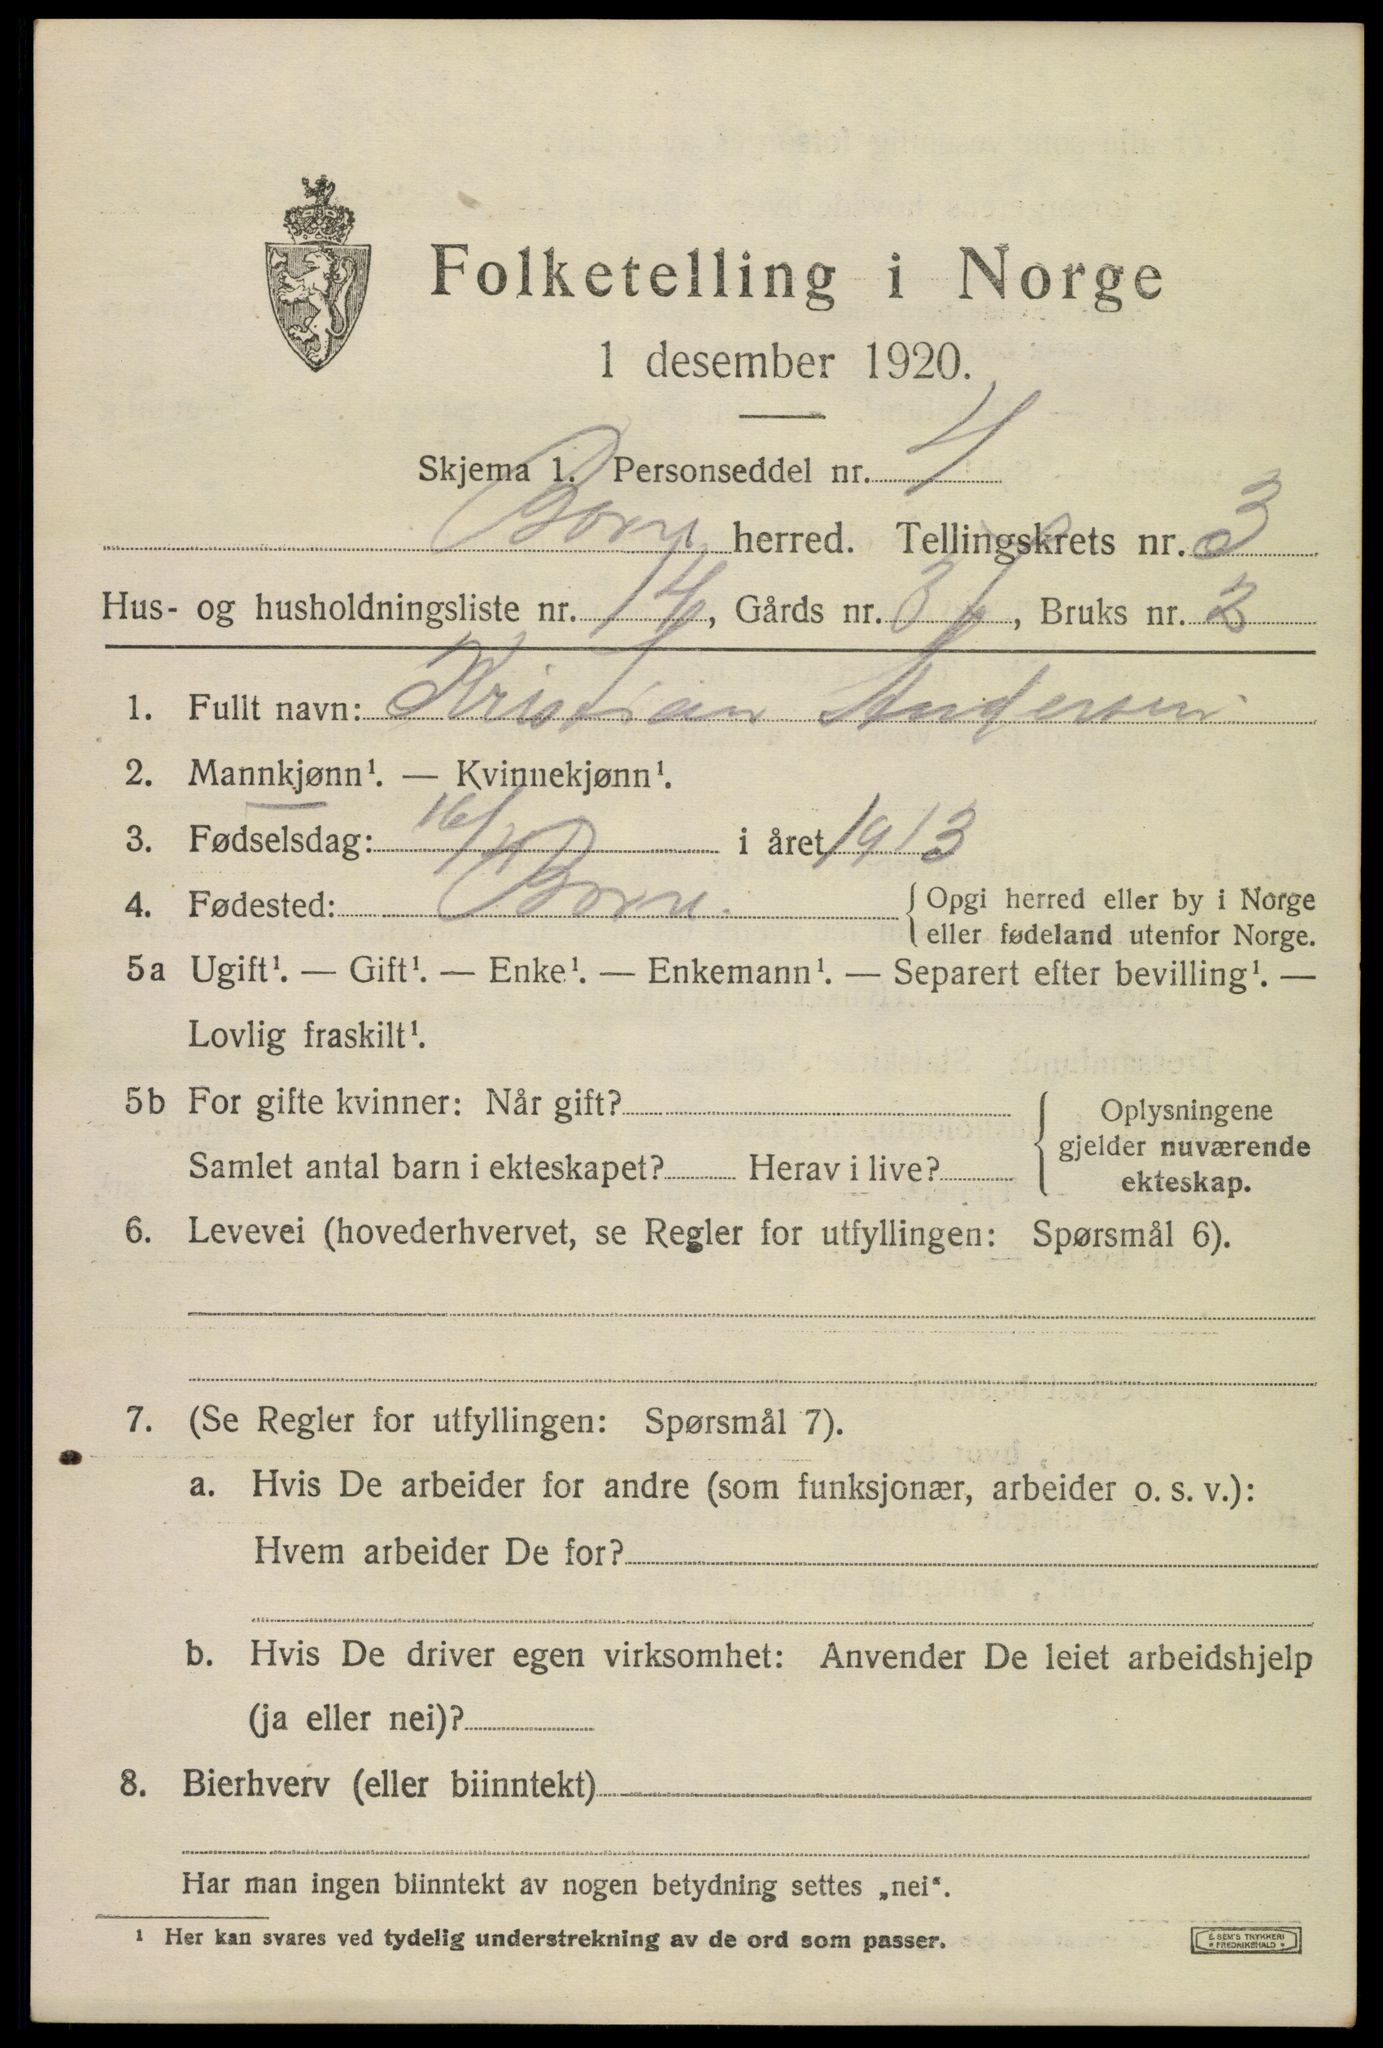 Folketelling i Norge
1 desember 1920.
Skjema 1. Personseddel nr. 4
Borre herred. Tellingskrets nr. 3
Hus- og husholdningsliste nr. 14, Gårds nr. 34, Bruks nr. 2
1. Fullt navn: Kristian Andersen
2. Mannkjønn¹. — Kvinnekjønn¹.
3. Fødselsdag: 16/11 i året 1913
4. Fødested: Borre. { Opgi herred eller by i Norge
eller fødeland utenfor Norge.
5a Ugift¹. — Gift¹. — Enke¹. — Enkemann¹. — Separert efter bevilling¹. —
Lovlig fraskilt¹.
5b For gifte kvinner: Når gift?
Samlet antal barn i ekteskapet? Herav i live?
{ Oplysningene
gjelder nuværende
ekteskap.
6. Levevei (hovederhvervet, se Regler for utfyllingen: Spørsmål 6).
7. (Se Regler for utfyllingen: Spørsmål 7).
a. Hvis De arbeider for andre (som funksjonær, arbeider o. s. v.):
Hvem arbeider De for?
b. Hvis De driver egen virksomhet: Anvender De leiet arbeidshjelp
(ja eller nei)?
8. Bierhverv (eller biinntekt)
Har man ingen biinntekt av nogen betydning settes „nei".
¹ Her kan svares ved tydelig understrekning av de ord som passer.
E. SEM'S TRYKKERI
* FREDRIKSHALD *